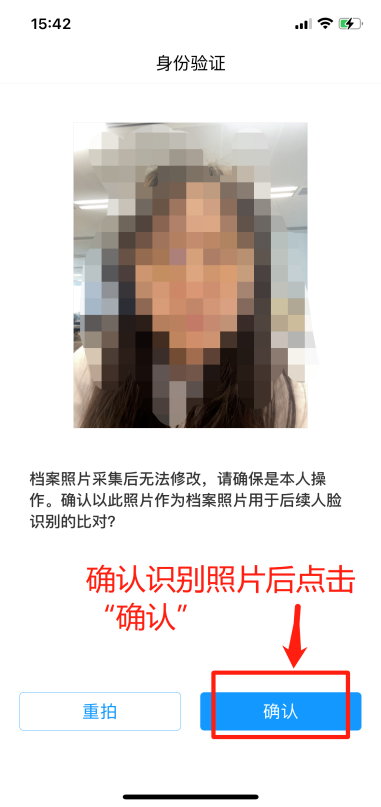 15:42
身份验证
档案照片采集后无法修改，请确保是本人操
作。确认以此照片作为档案照片用于后续人脸
识别的比对？
确认识别照片后点击
“确认”
重拍
确认